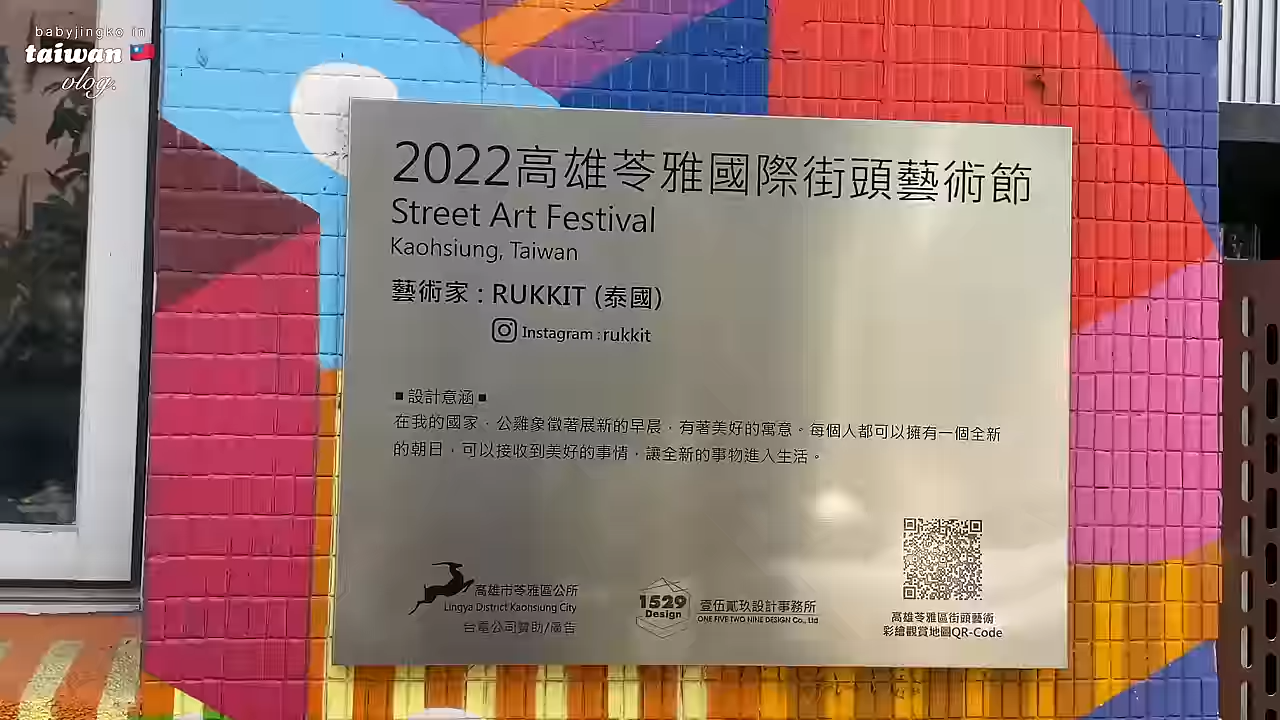 babyjingko in
taiwan
vlog.
2022高雄苓雅國際街頭藝術節
Street Art Festival
Kaohsiung, Taiwan
藝術家 : RUKKIT (泰國)
Instagram : rukkit
■ 設計意涵 ■
在我的國家，公雞象徵著展新的早晨，有著美好的寓意。每個人都可以擁有一個全新
的朝日，可以接收到美好的事情，讓全新的事物進入生活。
高雄市苓雅區公所
Lingya District Kaohsiung City
台電公司贊助/廣告
1529
Design
壹伍貳玖設計事務所
ONE FIVE TWO NINE DESIGN Co., Ltd
高雄苓雅區街頭藝術
彩繪觀賞地圖QR-Code